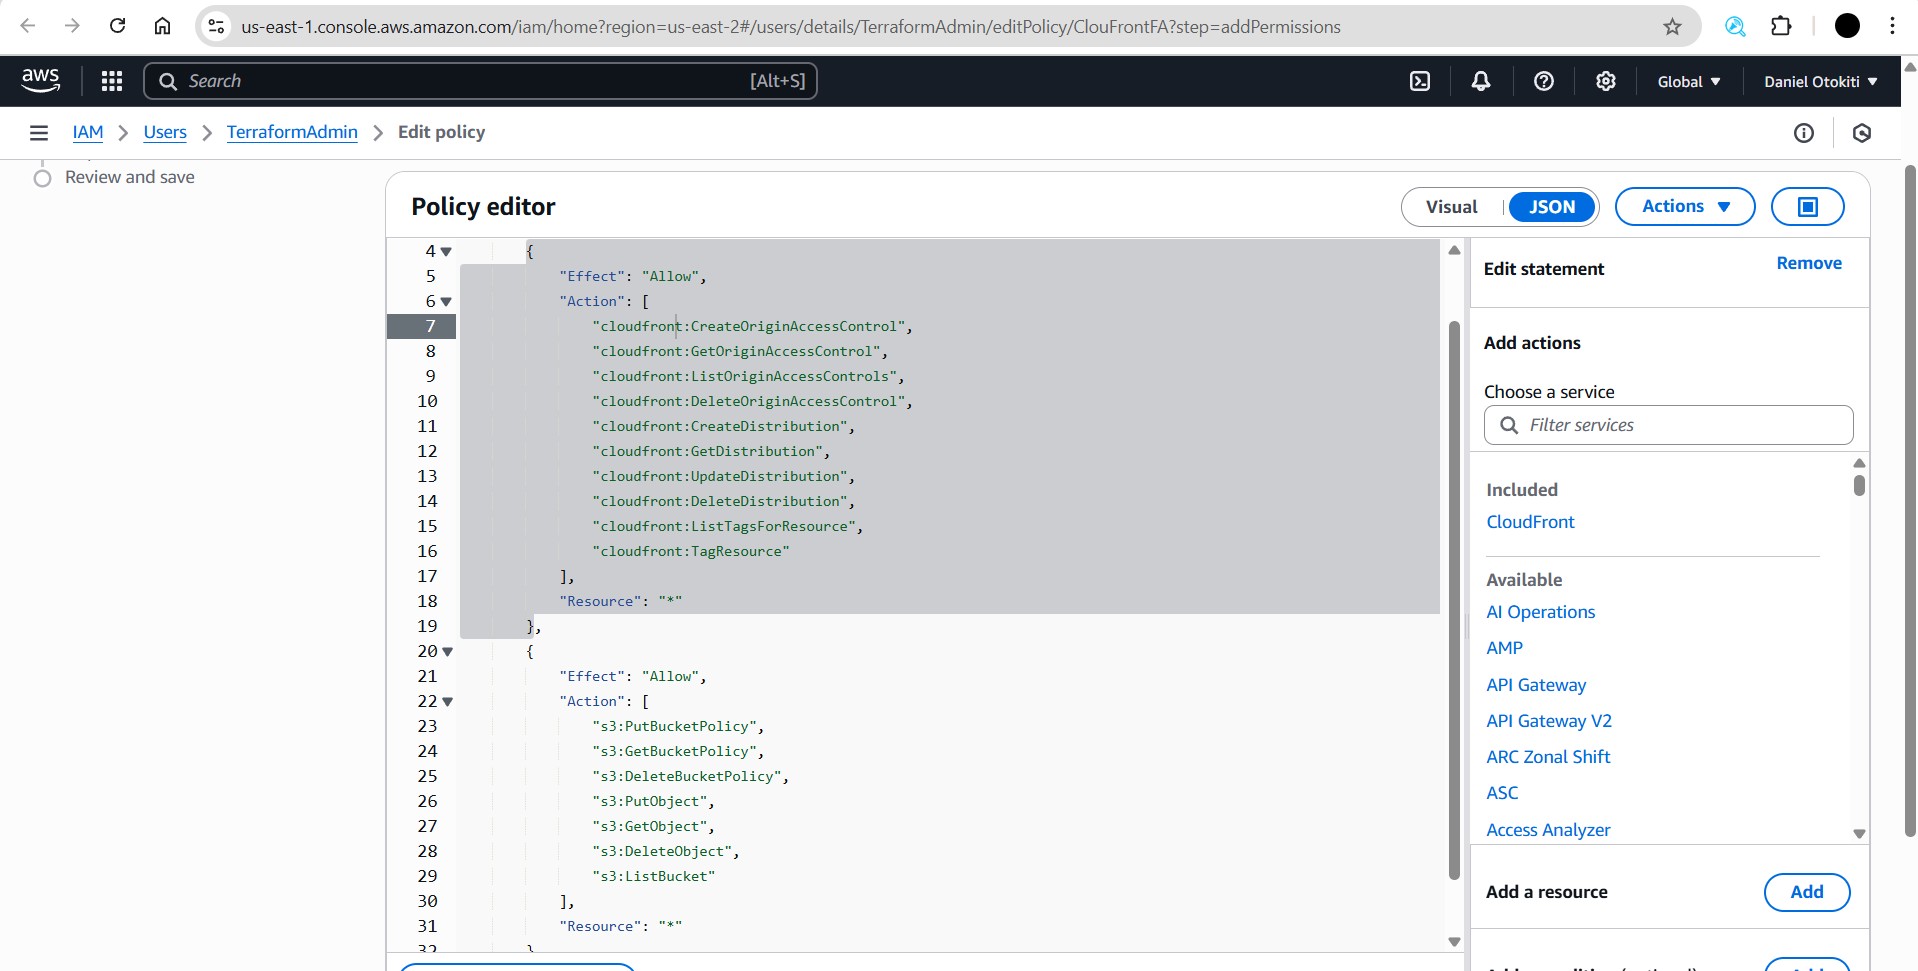 us-east-1.console.aws.amazon.com/iam/home?region=us-east-2#/users/details/TerraformAdmin/editPolicy/ClouFrontFA?step=addPermissions
aws Search [Alt+S] Global Daniel Otokiti
IAM Users TerraformAdmin Edit policy
Review and save
Policy editor Visual JSON Actions
4 {
5 "Effect": "Allow",
6 "Action": [
7 "cloudfront:CreateOriginAccessControl",
8 "cloudfront:GetOriginAccessControl",
9 "cloudfront:ListOriginAccessControls",
10 "cloudfront:DeleteOriginAccessControl",
11 "cloudfront:CreateDistribution",
12 "cloudfront:GetDistribution",
13 "cloudfront:UpdateDistribution",
14 "cloudfront:DeleteDistribution",
15 "cloudfront:ListTagsForResource",
16 "cloudfront:TagResource"
17 ],
18 "Resource": "*"
19 },
20 {
21 "Effect": "Allow",
22 "Action": [
23 "s3:PutBucketPolicy",
24 "s3:GetBucketPolicy",
25 "s3:DeleteBucketPolicy",
26 "s3:PutObject",
27 "s3:GetObject",
28 "s3:DeleteObject",
29 "s3:ListBucket"
30 ],
31 "Resource": "*"
32 }
Edit statement Remove
Add actions
Choose a service
Filter services
Included
CloudFront
Available
AI Operations
AMP
API Gateway
API Gateway V2
ARC Zonal Shift
ASC
Access Analyzer
Add a resource Add